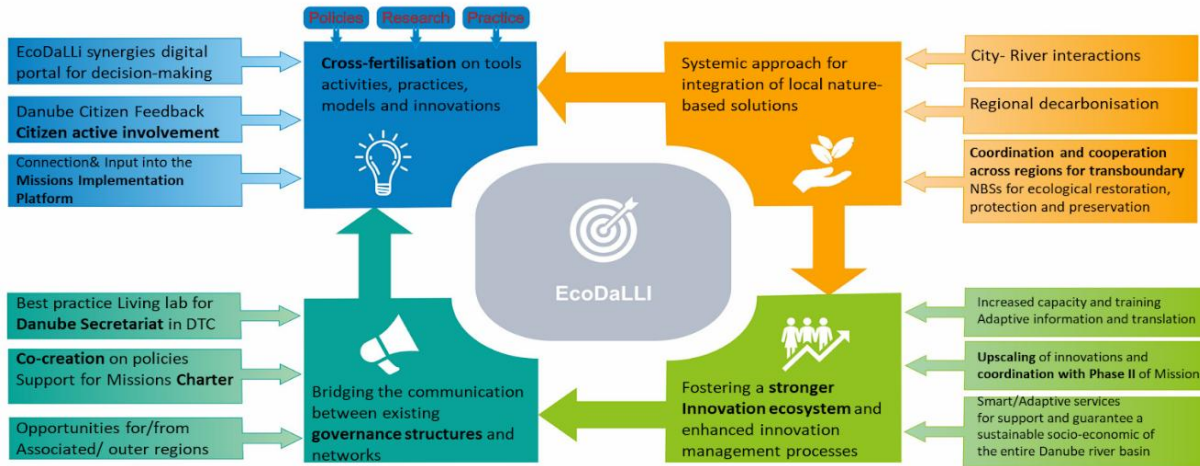 Policies
Research
Practice
EcoDaLLi synergies digital
portal for decision-making
Danube Citizen Feedback
Citizen active involvement
Connection& Input into the
Missions Implementation
Platform
Cross-fertilisation on tools
activities, practices,
models and innovations
Systemic approach for
integration of local nature-
based solutions
City- River interactions
Regional decarbonisation
Coordination and cooperation
across regions for transboundary
NBSs for ecological restoration,
protection and preservation
EcoDaLLI
Best practice Living lab for
Danube Secretariat in DTC
Co-creation on policies
Support for Missions Charter
Opportunities for/from
Associated/ outer regions
Bridging the communication
between existing
governance structures and
networks
Fostering a stronger
Innovation ecosystem and
enhanced innovation
management processes
Increased capacity and training
Adaptive information and translation
Upscaling of innovations and
coordination with Phase II of Mission
Smart/Adaptive services
for support and guarantee a
sustainable socio-economic of
the entire Danube river basin